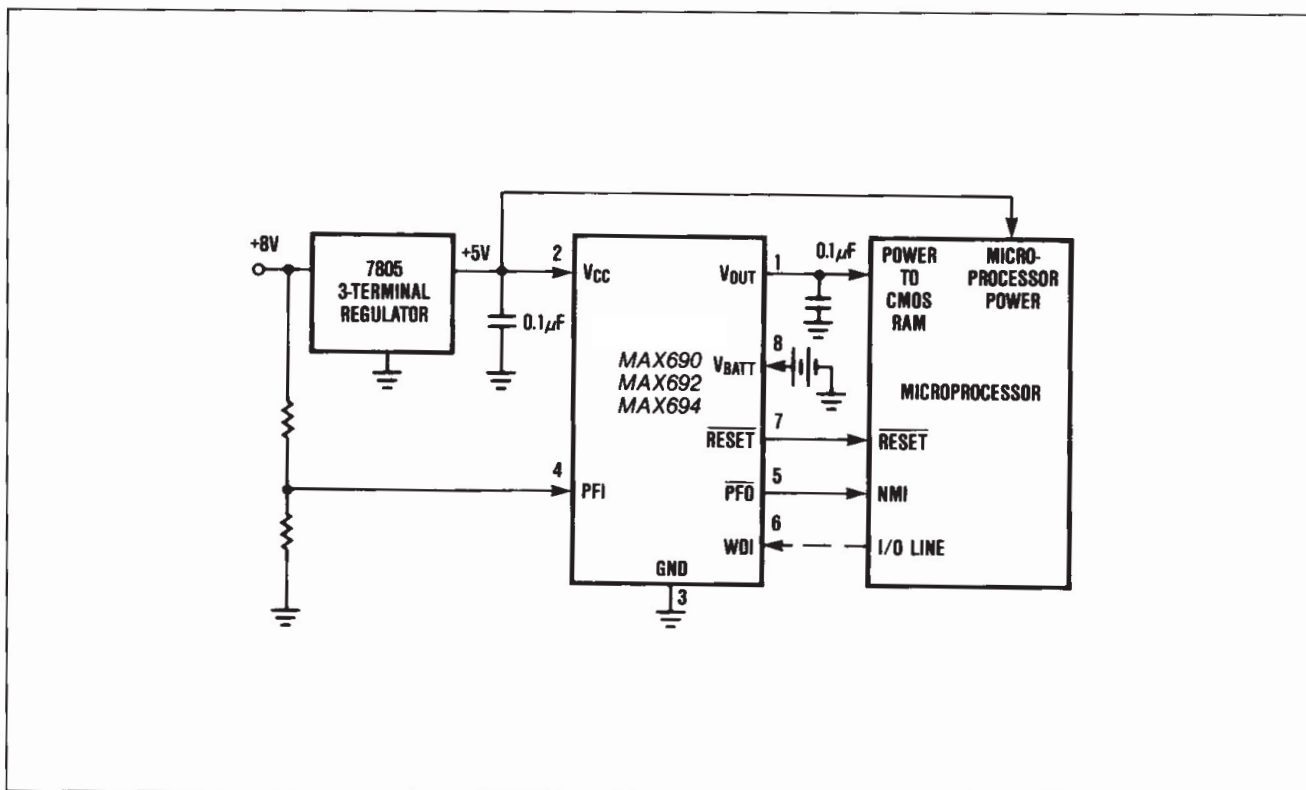 +8V
7805
3-TERMINAL
REGULATOR
+5V
0.1µF
2
VCC
4
PFI
MAX690
MAX692
MAX694
GND
3
VOUT
1
0.1µF
VBATT
8
RESET
7
PFO
5
WDI
6
POWER
TO
CMOS
RAM
MICRO-
PROCESSOR
POWER
MICROPROCESSOR
RESET
NMI
I/O LINE